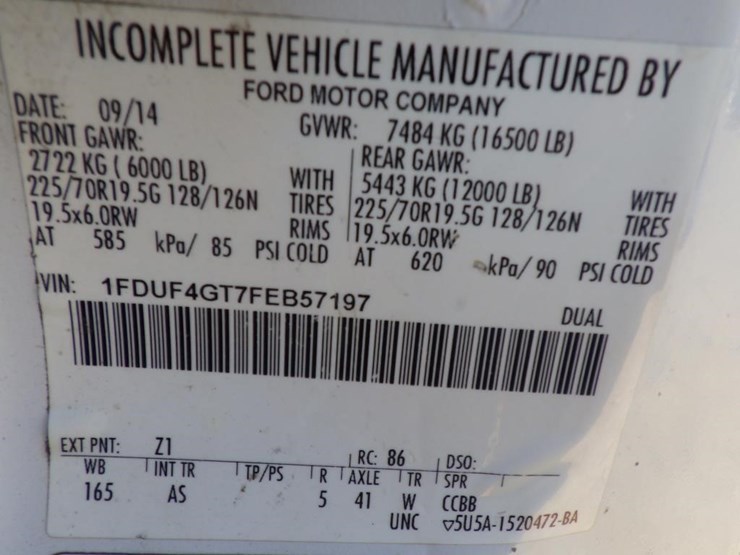 INCOMPLETE VEHICLE MANUFACTURED BY
FORD MOTOR COMPANY
DATE: 09/14 GVWR: 7484 KG (16500 LB)
FRONT GAWR: REAR GAWR:
2722 KG ( 6000 LB) WITH 5443 KG (12000 LB) WITH
225/70R19.5G 128/126N TIRES 225/70R19.5G 128/126N TIRES
19.5x6.0RW RIMS 19.5x6.0RW RIMS
AT 585 kPa/ 85 PSI COLD AT 620 kPa/ 90 PSI COLD
VIN: 1FDUF4GT7FEB57197 DUAL
EXT PNT: Z1 RC: 86 DSO:
WB INT TR TP/PS R AXLE TR SPR
165 AS 5 41 W CCBB
UNC ▽5U5A-1520472-BA